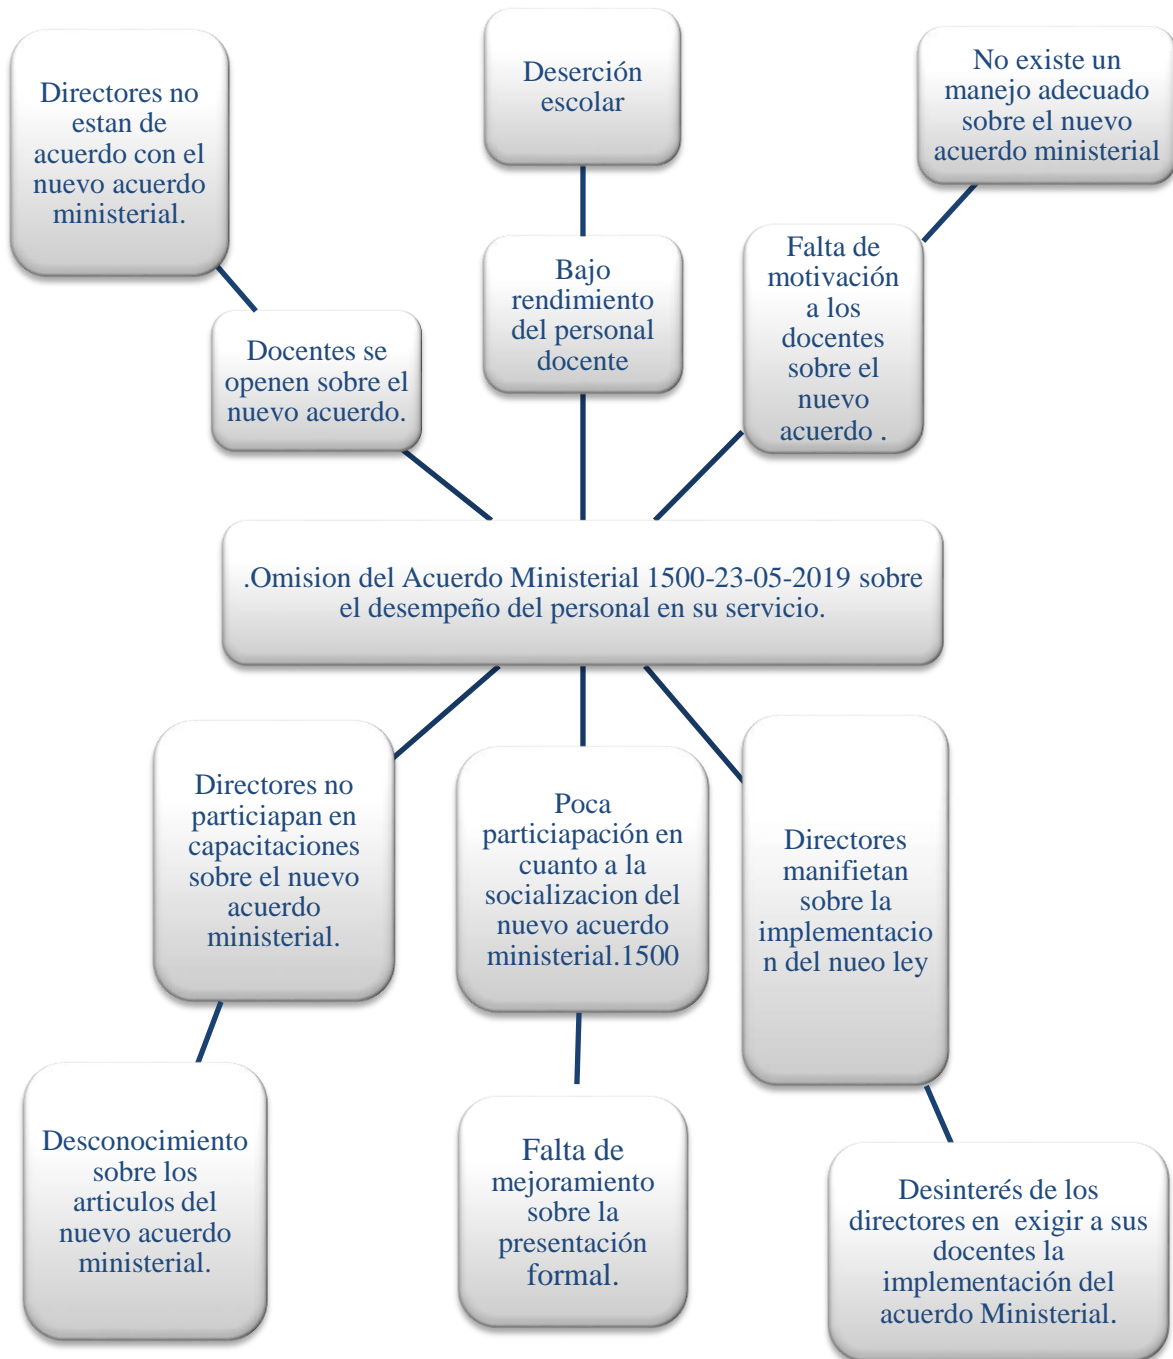 Directores no
estan de
acuerdo con el
nuevo acuerdo
ministerial.
Deserción
escolar
No existe un
manejo adecuado
sobre el nuevo
acuerdo ministerial
Docentes se
openen sobre el
nuevo acuerdo.
Bajo
rendimiento
del personal
docente
Falta de
motivación
a los
docentes
sobre el
nuevo
acuerdo .
.Omision del Acuerdo Ministerial 1500-23-05-2019 sobre
el desempeño del personal en su servicio.
Directores no
particiapan en
capacitaciones
sobre el nuevo
acuerdo
ministerial.
Poca
particiapación en
cuanto a la
socializacion del
nuevo acuerdo
ministerial.1500
Directores
manifietan
sobre la
implementacio
n del nueo ley
Desconocimiento
sobre los
articulos del
nuevo acuerdo
ministerial.
Falta de
mejoramiento
sobre la
presentación
formal.
Desinterés de los
directores en  exigir a sus
docentes la
implementación del
acuerdo Ministerial.